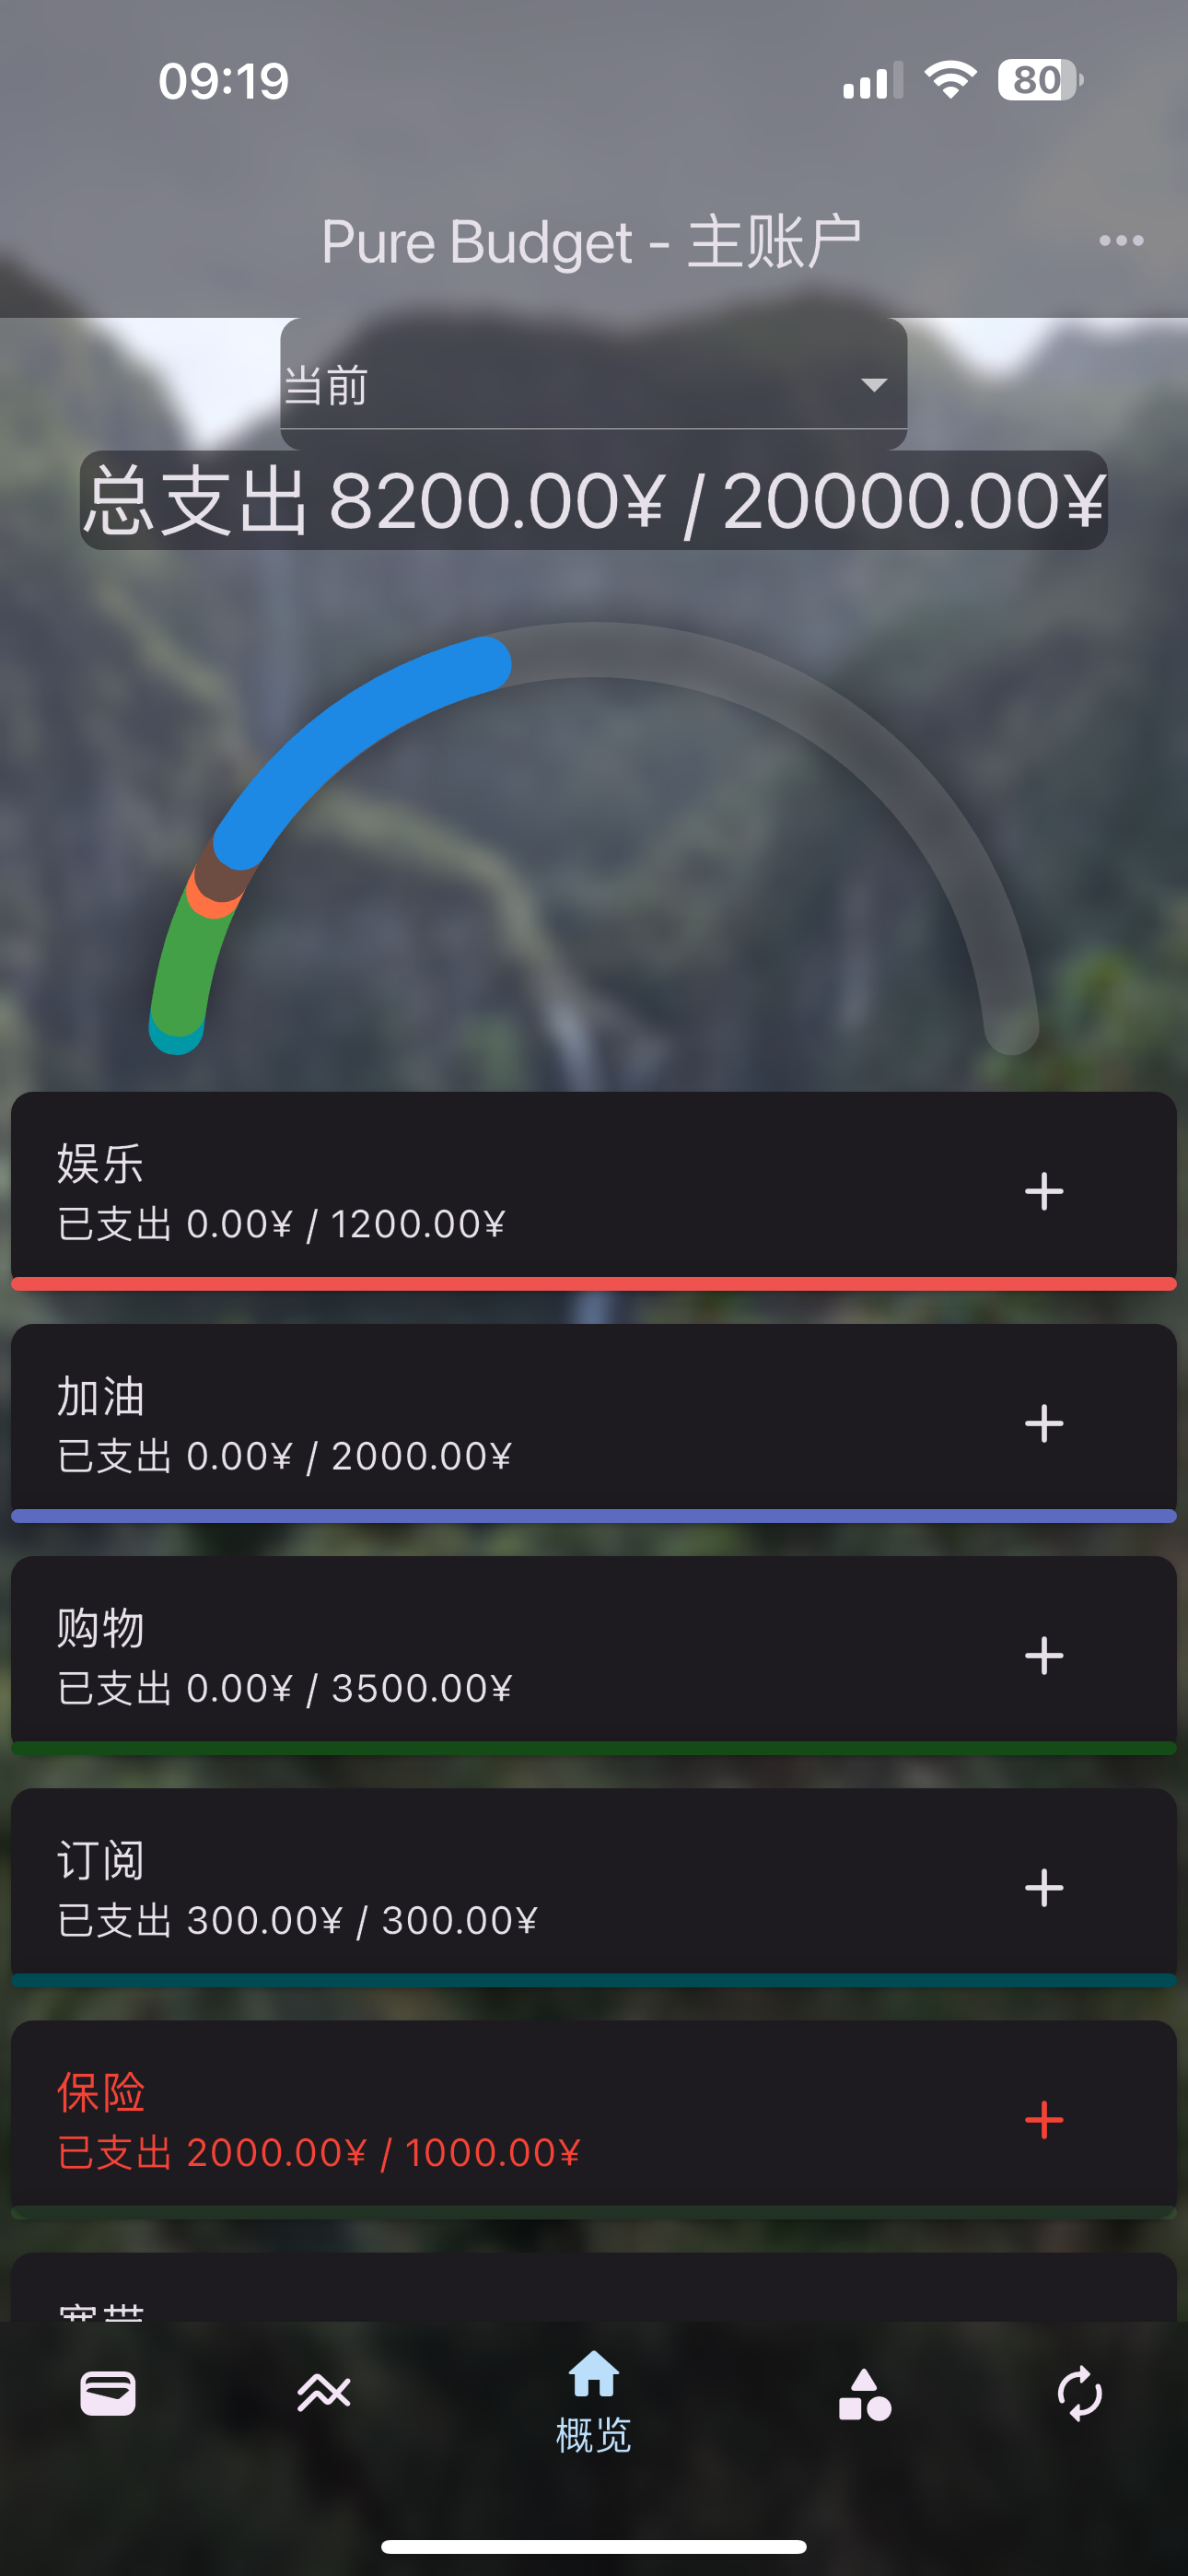 09:19
80
Pure Budget - 主账户
当前
总支出 8200.00¥ / 20000.00¥
娱乐
已支出 0.00¥ / 1200.00¥
加油
已支出 0.00¥ / 2000.00¥
购物
已支出 0.00¥ / 3500.00¥
订阅
已支出 300.00¥ / 300.00¥
保险
已支出 2000.00¥ / 1000.00¥
概览